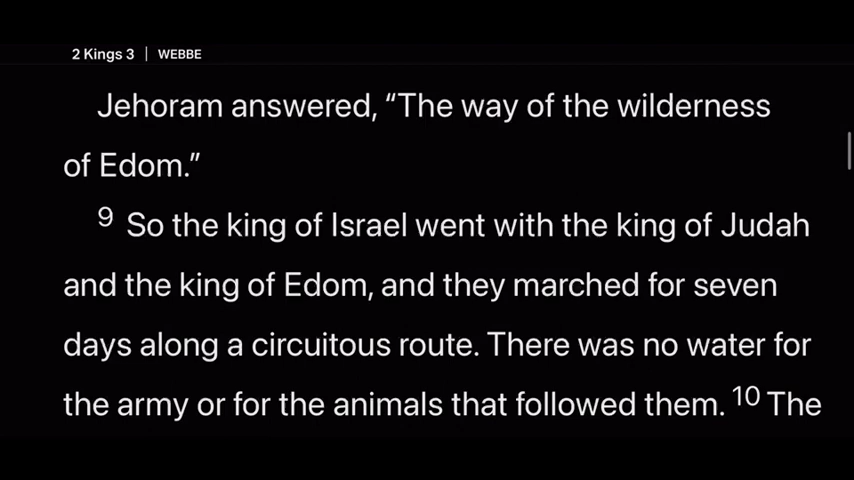 2 Kings 3 | WEBBE
Jehoram answered, “The way of the wilderness
of Edom.”
9 So the king of Israel went with the king of Judah
and the king of Edom, and they marched for seven
days along a circuitous route. There was no water for
the army or for the animals that followed them. 10 The